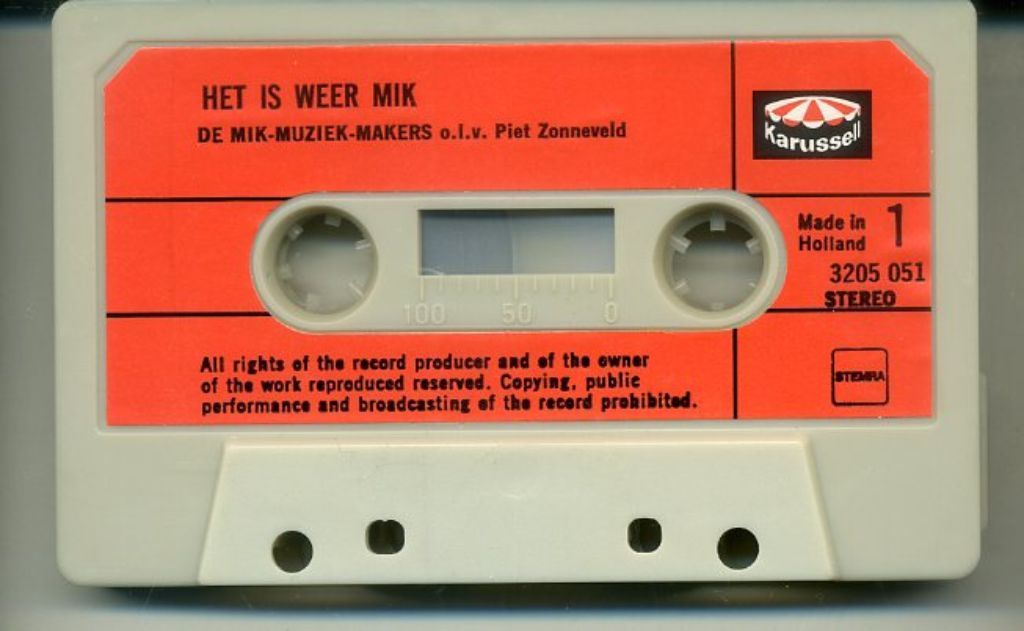 HET IS WEER MIK
DE MIK-MUZIEK-MAKERS o.l.v. Piet Zonneveld
Karussell
Made in
Holland
1
3205 051
STEREO
100 50 0
All rights of the record producer and of the owner
of the work reproduced reserved. Copying, public
performance and broadcasting of the record prohibited.
STEMRA